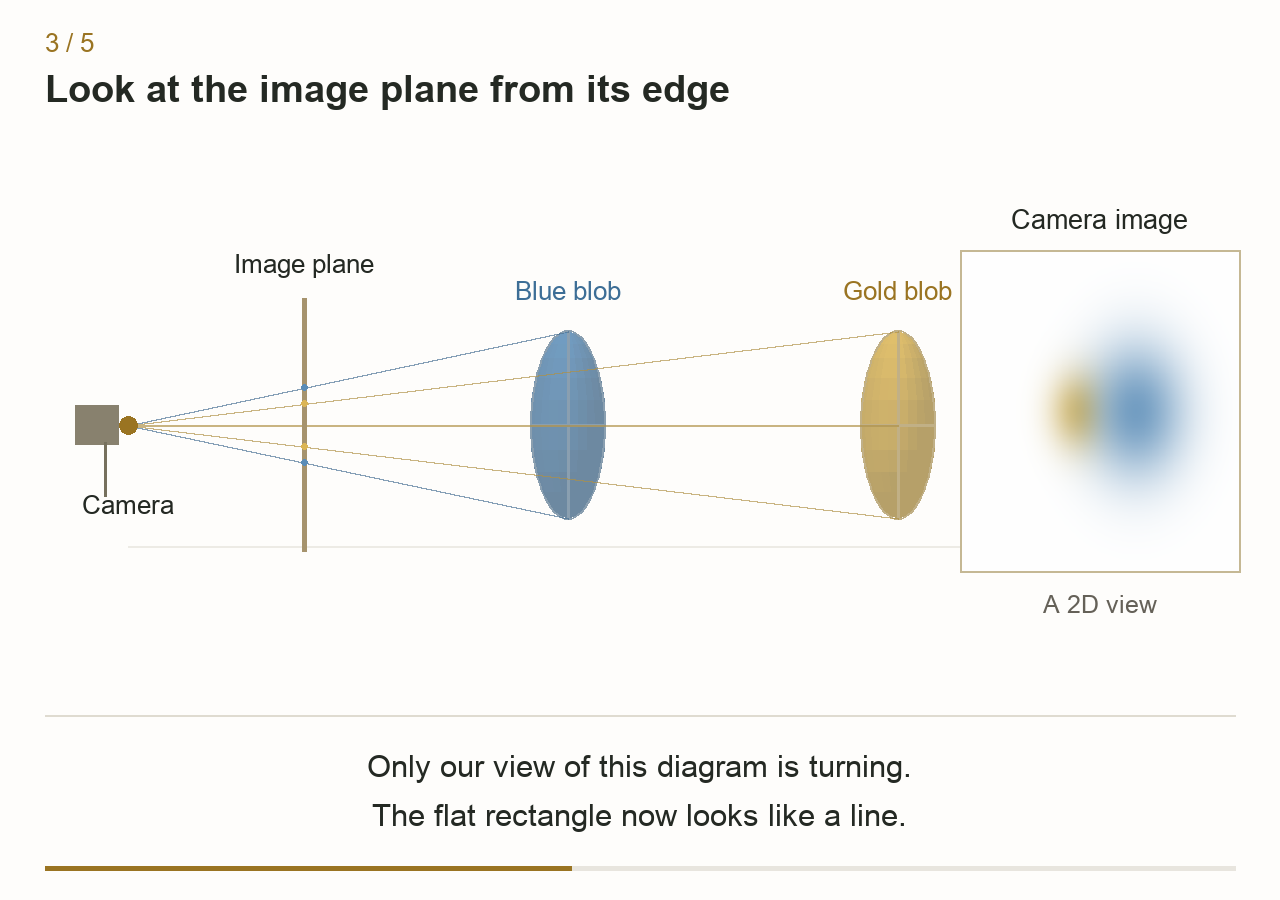 3 / 5
Look at the image plane from its edge
Camera image
Image plane
Blue blob
Gold blob
Camera
A 2D view
Only our view of this diagram is turning.
The flat rectangle now looks like a line.